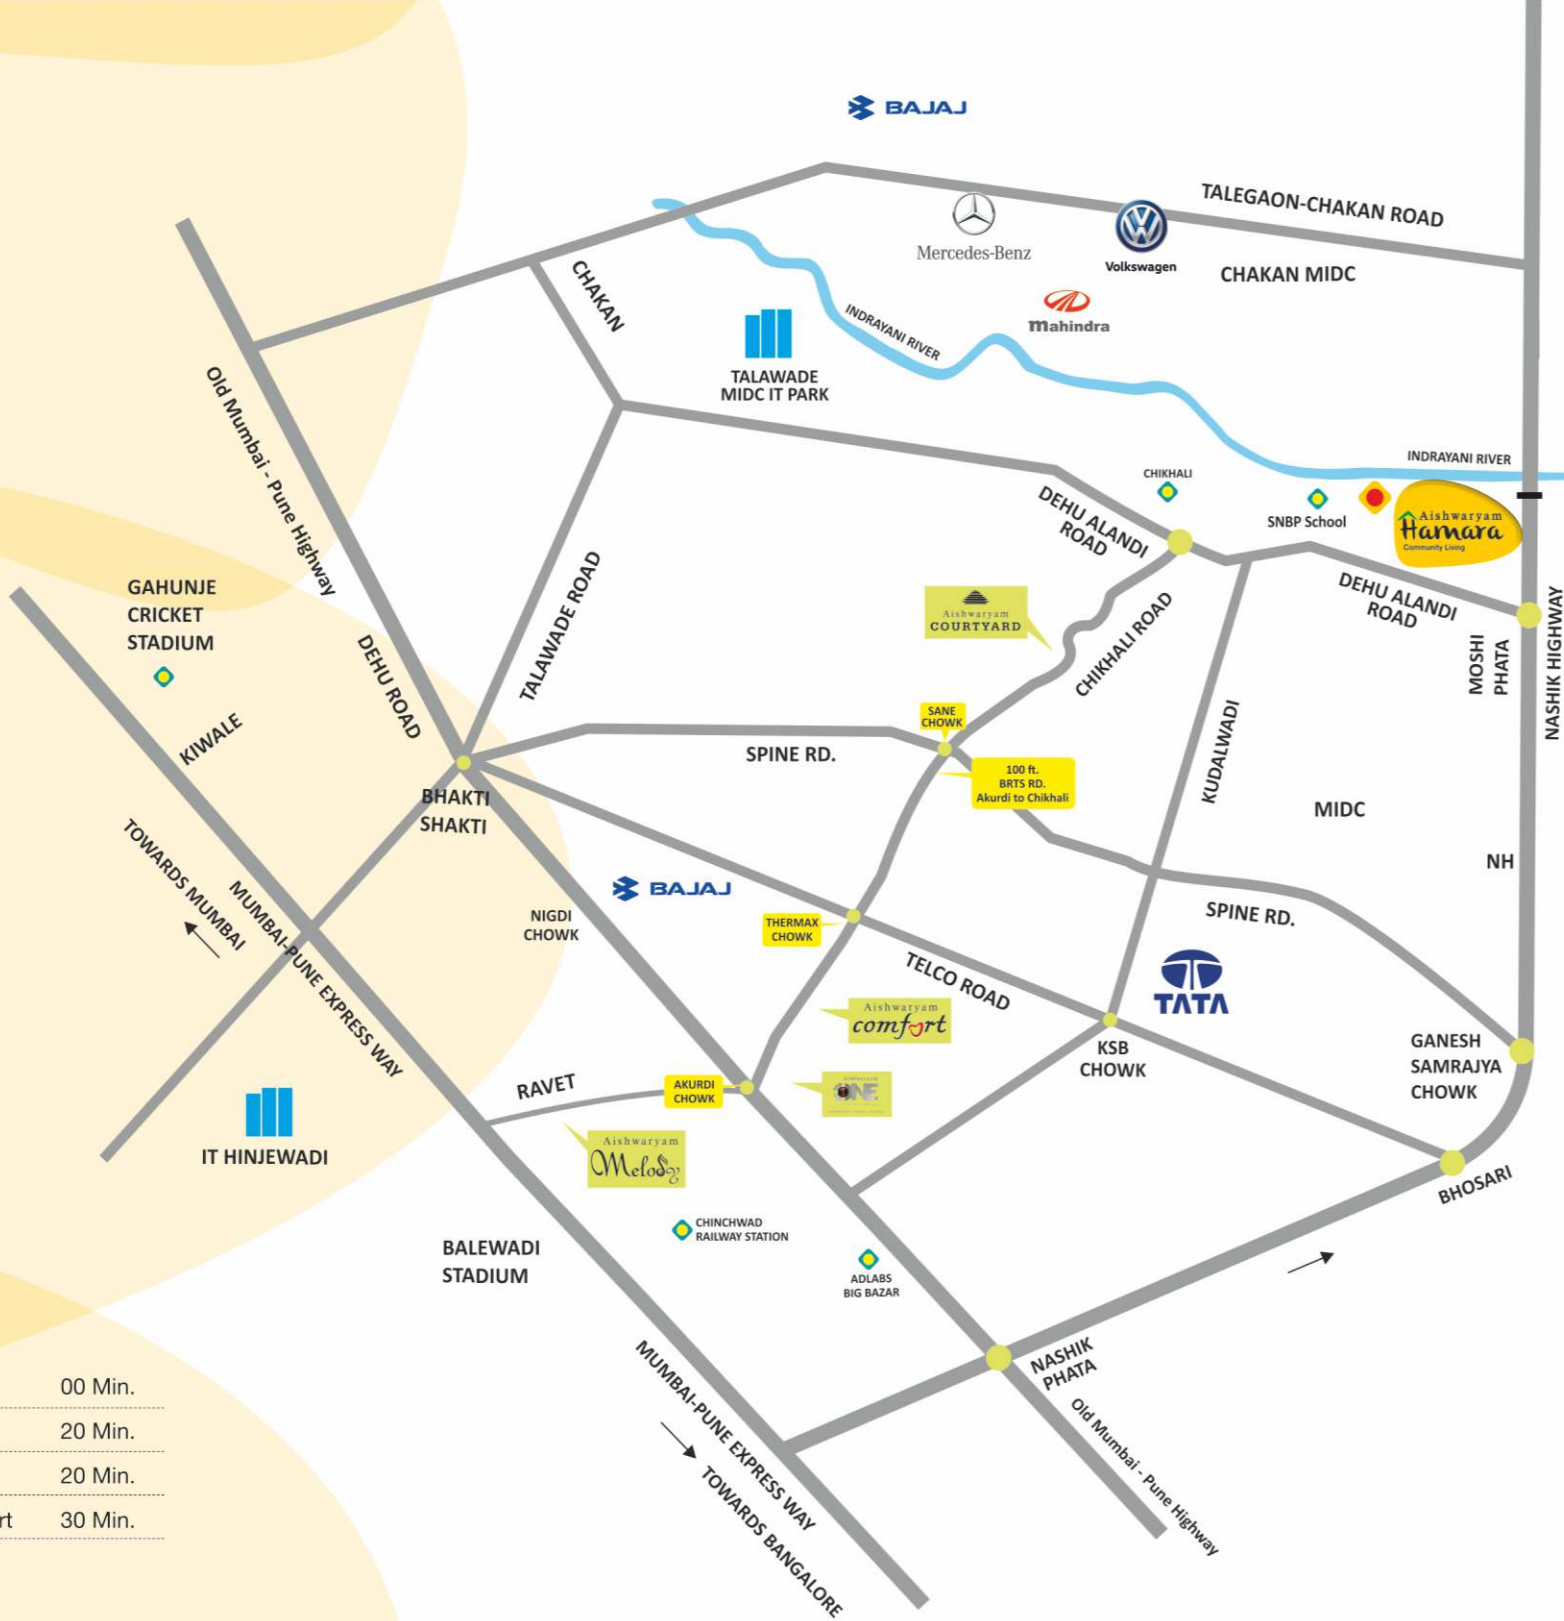 BAJAJ
TALEGAON-CHAKAN ROAD
Mercedes-Benz
Volkswagen
CHAKAN MIDC
CHAKAN
mahindra
INDRAYANI RIVER
TALAWADE
MIDC IT PARK
Old Mumbai - Pune Highway
INDRAYANI RIVER
CHIKHALI
SNBP School
Aishwaryam
Hamara
Community Living
DEHU ALANDI
ROAD
DEHU ALANDI
ROAD
GAHUNJE
CRICKET
STADIUM
TALAWADE ROAD
Aishwaryam
COURTYARD
CHIKHALI ROAD
MOSHI
PHATA
NASHIK HIGHWAY
DEHU ROAD
KIWALE
SANE
CHOWK
SPINE RD.
100 ft.
BRTS RD.
Akurdi to Chikhali
KUDALWADI
MIDC
BHAKTI
SHAKTI
TOWARDS MUMBAI
MUMBAI-PUNE EXPRESS WAY
BAJAJ
NH
NIGDI
CHOWK
THERMAX
CHOWK
SPINE RD.
TELCO ROAD
TATA
Aishwaryam
comfort
KSB
CHOWK
GANESH
SAMRAJYA
CHOWK
RAVET
AKURDI
CHOWK
ONE
IT HINJEWADI
Aishwaryam
Melody
BHOSARI
CHINCHWAD
RAILWAY STATION
BALEWADI
STADIUM
ADLABS
BIG BAZAR
NASHIK
PHATA
MUMBAI-PUNE EXPRESS WAY
Old Mumbai - Pune Highway
TOWARDS BANGALORE
00 Min.
20 Min.
20 Min.
rt 30 Min.